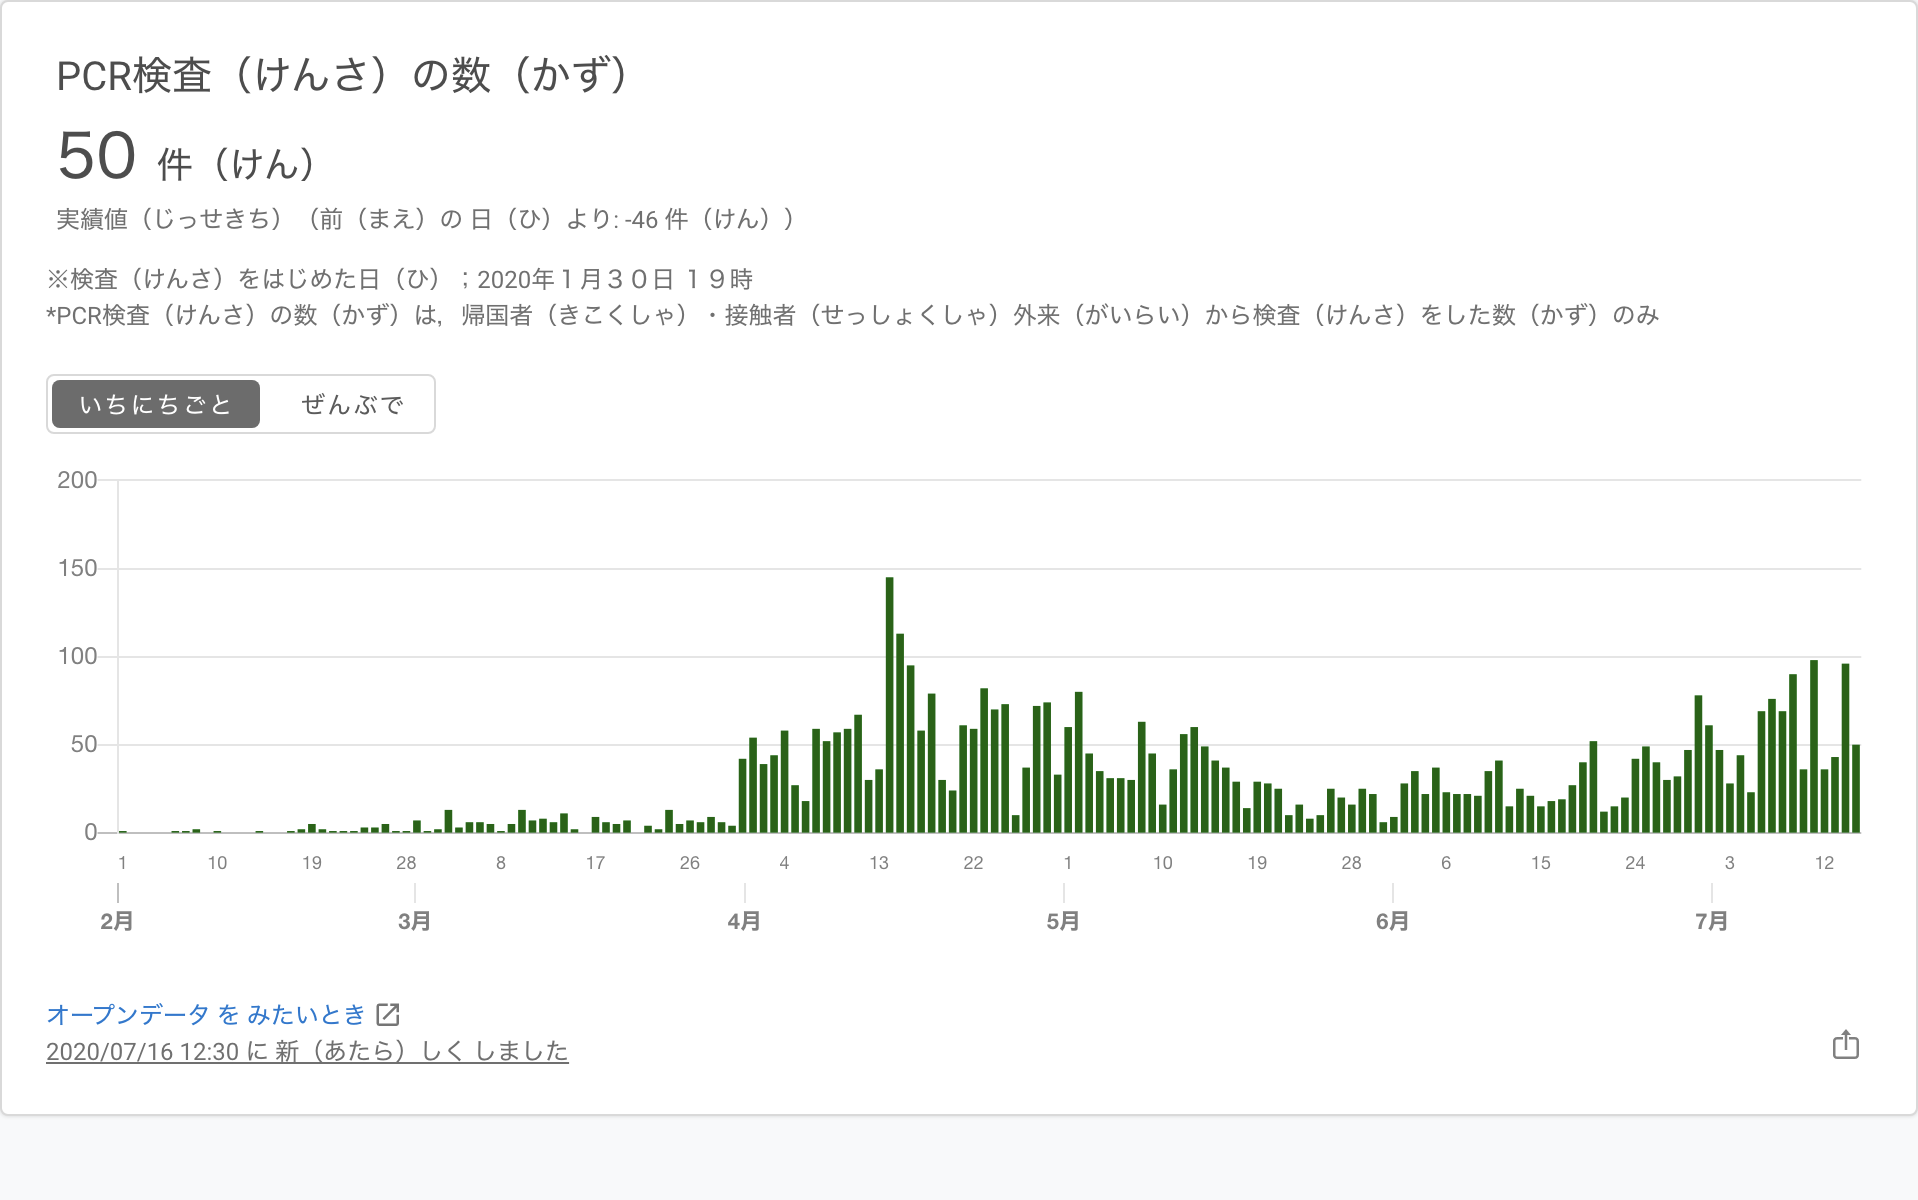 PCR検査（けんさ）の数（かず）
50 件（けん）
実績値（じっせきち）（前（まえ）の 日（ひ）より: -46 件（けん））
※検査（けんさ）をはじめた日（ひ）；2020年１月３０日 １９時
*PCR検査（けんさ）の数（かず）は，帰国者（きこくしゃ）・接触者（せっしょくしゃ）外来（がいらい）から検査（けんさ）をした数（かず）のみ
いちにちごと ぜんぶで
200
150
100
50
0
1 10 19 28 8 17 26 4 13 22 1 10 19 28 6 15 24 3 12
2月 3月 4月 5月 6月 7月
オープンデータ を みたいとき
2020/07/16 12:30 に 新（あたら）しく しました